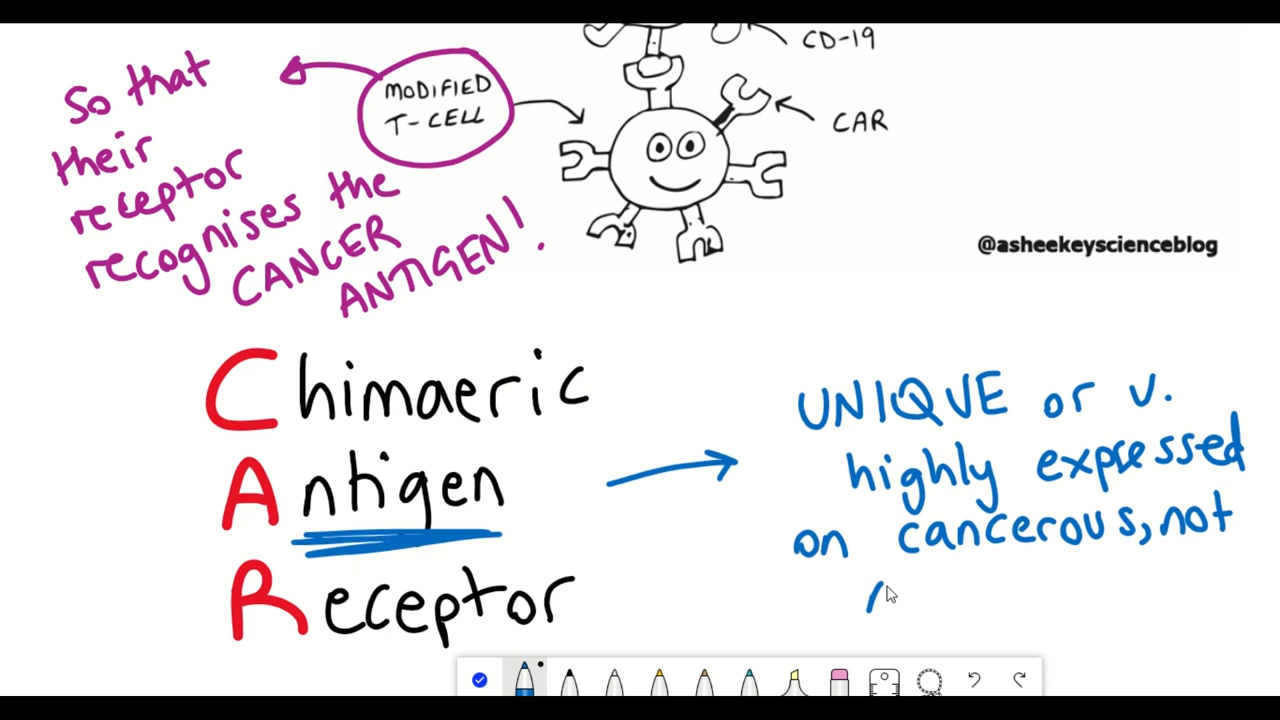 CD-19
MODIFIED
T-CELL
CAR
So that
their
receptor
recognises the
CANCER
ANTIGEN!
@asheekeyscienceblog
Chimaeric
Antigen
Receptor
UNIQUE or v.
highly expressed
on cancerous, not